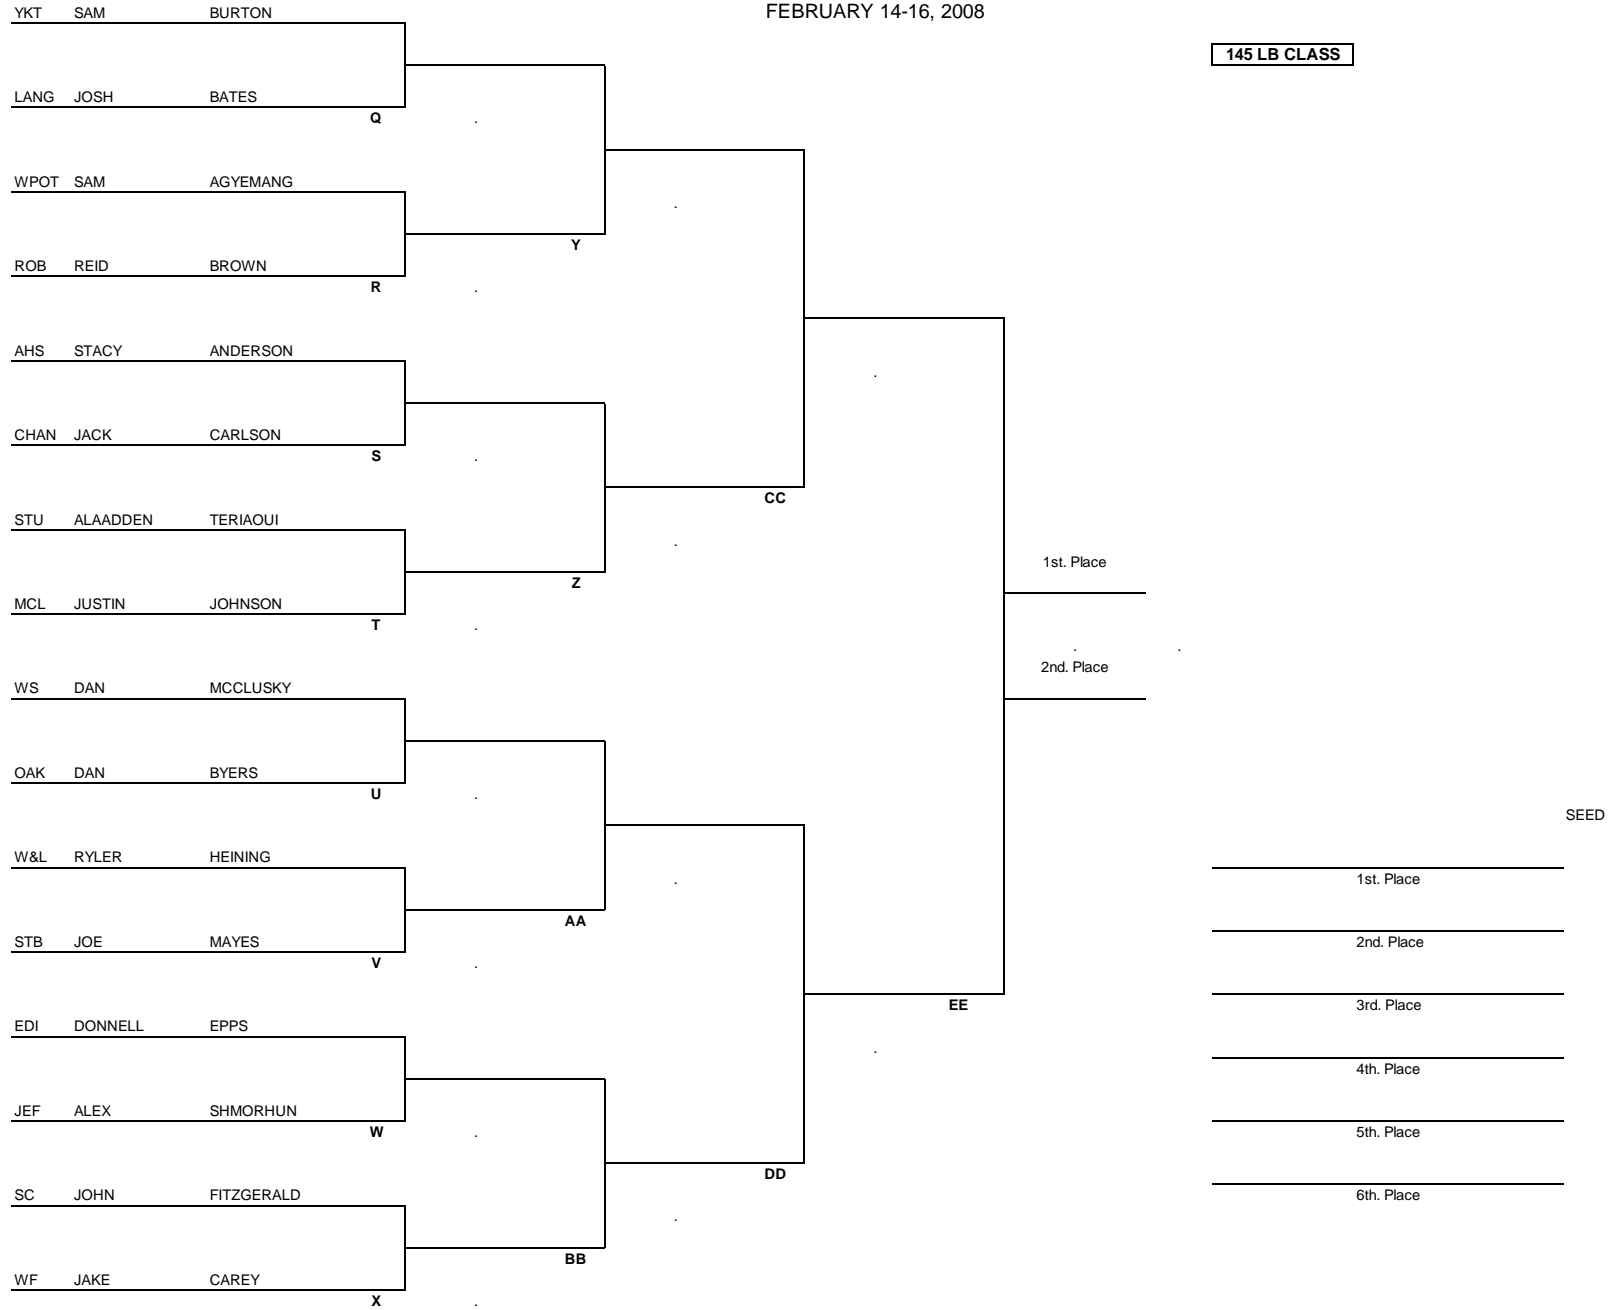 YKT SAM BURTON
FEBRUARY 14-16, 2008
145 LB CLASS
LANG JOSH BATES
Q .
WPOT SAM AGYEMANG
.
Y
ROB REID BROWN
R .
AHS STACY ANDERSON
.
CHAN JACK CARLSON
S .
CC
STU ALAADDEN TERIAOUI
.
1st. Place
Z
MCL JUSTIN JOHNSON
T .
. .
2nd. Place
WS DAN MCCLUSKY
OAK DAN BYERS
U .
SEED
W&L RYLER HEINING
.
1st. Place
AA
STB JOE MAYES
2nd. Place
V .
EE
3rd. Place
EDI DONNELL EPPS
.
4th. Place
JEF ALEX SHMORHUN
W .
5th. Place
DD
SC JOHN FITZGERALD
6th. Place
.
BB
WF JAKE CAREY
X .